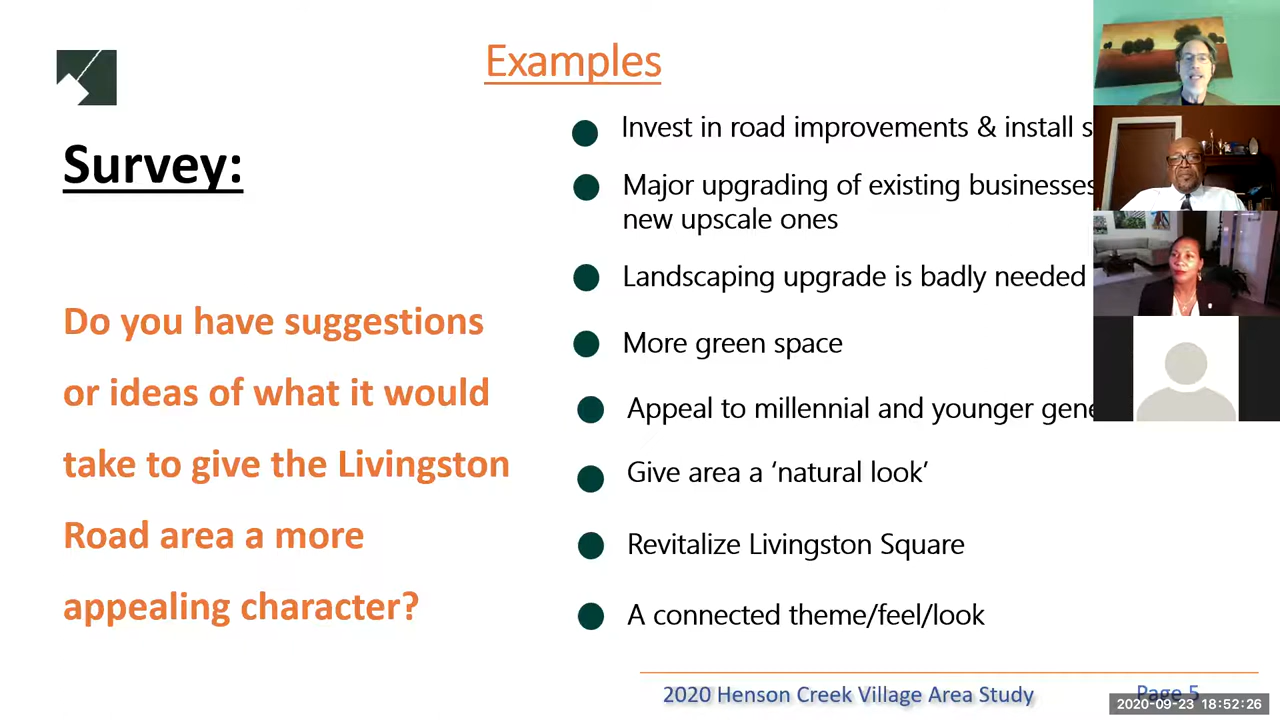 Examples
Survey:
Do you have suggestions
or ideas of what it would
take to give the Livingston
Road area a more
appealing character?
Invest in road improvements & install
Major upgrading of existing businesses
new upscale ones
Landscaping upgrade is badly needed
More green space
Appeal to millennial and younger
Give area a ‘natural look’
Revitalize Livingston Square
A connected theme/feel/look
2020 Henson Creek Village Area Study
Page 5
2020-09-23 18:52:26